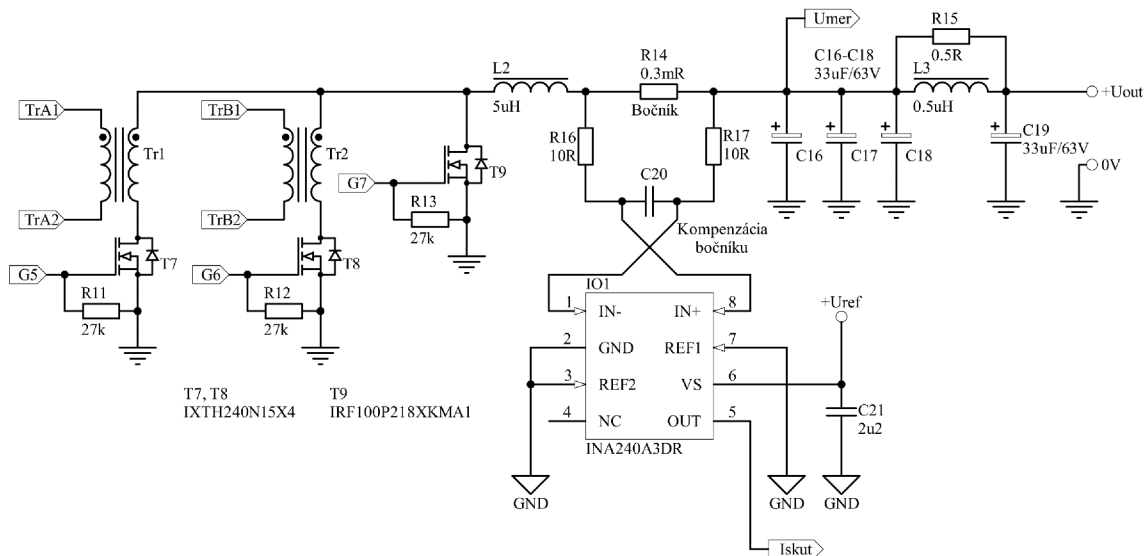 Umer
R15
0.5R
R14
0.3mR
Bočník
C16-C18
33uF/63V
L2
5uH
L3
0.5uH
+Uout
TrA1
Tr1
TrA2
TrB1
Tr2
TrB2
R16
10R
R17
10R
C16
C17
C18
C19
33uF/63V
0V
T9
G7
R13
27k
C20
Kompenzácia
bočníku
G5
T7
R11
27k
G6
T8
R12
27k
IO1
1 IN- IN+ 8
2 GND REF1 7
3 REF2 VS 6
4 NC OUT 5
INA240A3DR
+Uref
C21
2u2
T7, T8
IXTH240N15X4
T9
IRF100P218XKMA1
GND
GND
GND
Iskut